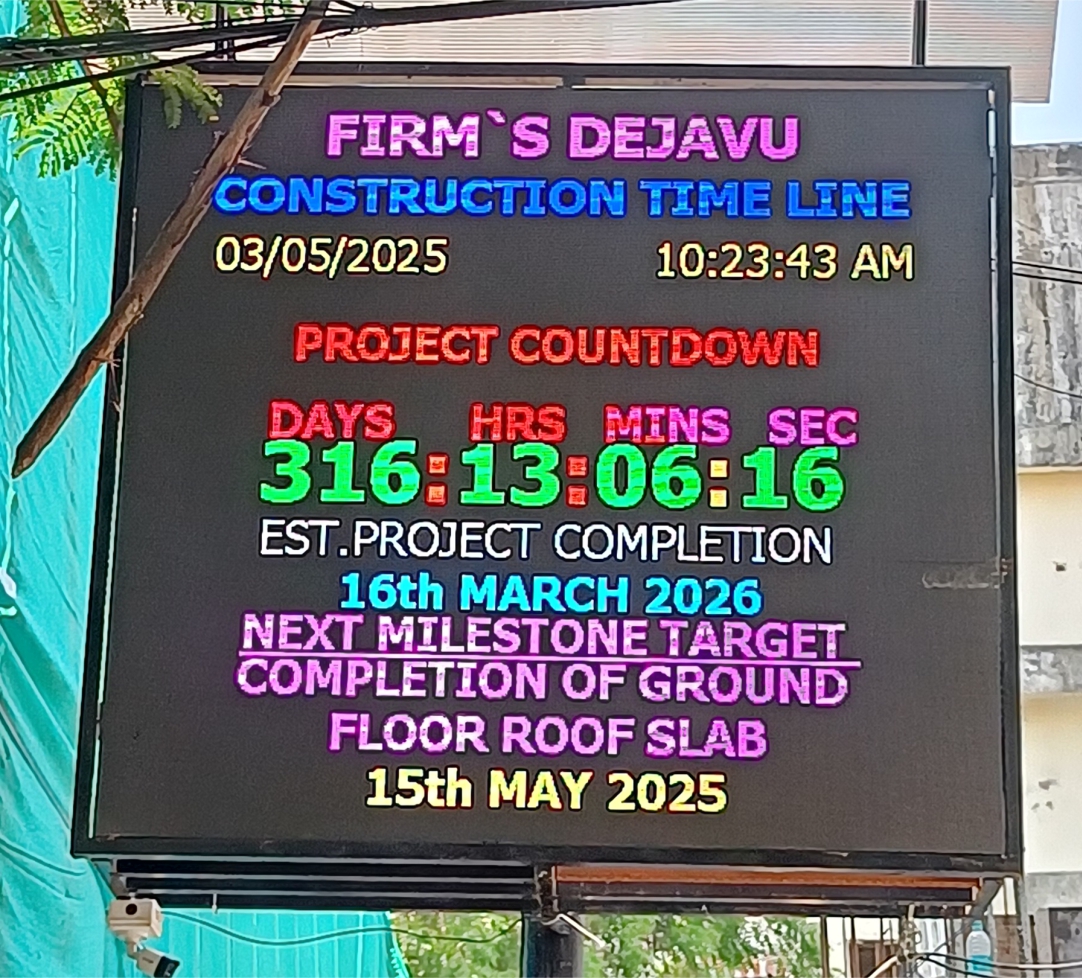 FIRM`S DEJAVU
CONSTRUCTION TIME LINE
03/05/2025 10:23:43 AM
PROJECT COUNTDOWN
DAYS HRS MINS SEC
316:13:06:16
EST.PROJECT COMPLETION
16th MARCH 2026
NEXT MILESTONE TARGET
COMPLETION OF GROUND
FLOOR ROOF SLAB
15th MAY 2025